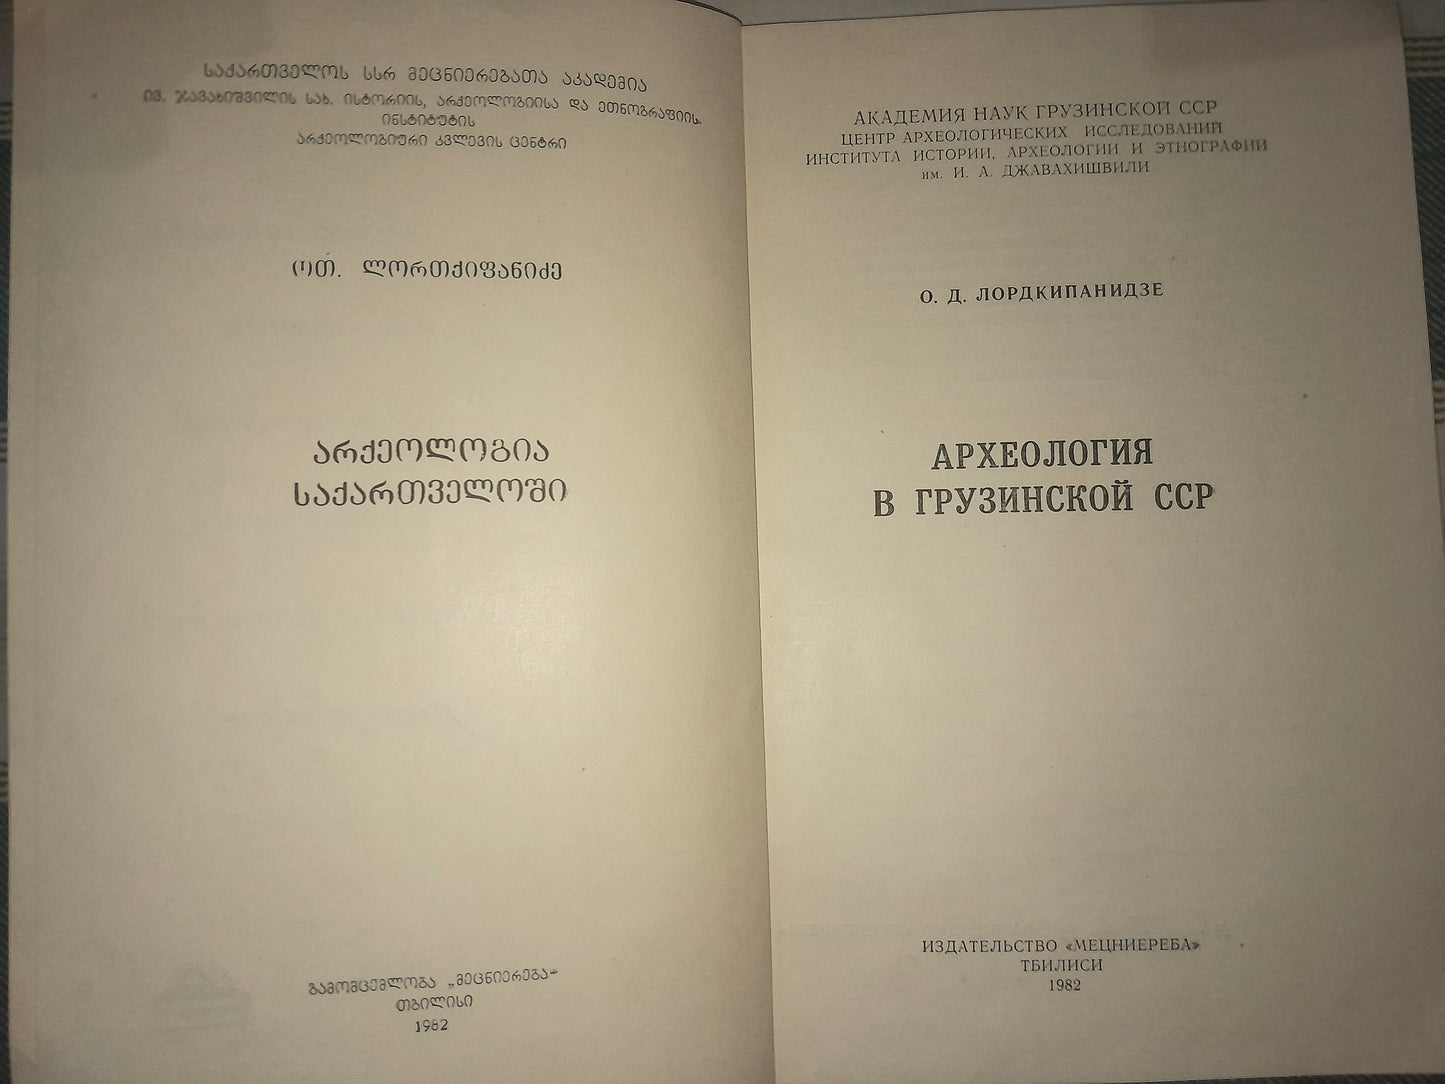 ᲡᲐᲥᲐᲠᲗᲕᲔᲚᲝᲡ ᲡᲡᲠ ᲛᲔᲪᲜᲘᲔᲠᲔᲑᲐᲗᲐ ᲐᲙᲐᲓᲔᲛᲘᲐ
ᲘᲕ. ᲯᲐᲕᲐᲮᲘᲨᲕᲘᲚᲘᲡ ᲡᲐᲮ. ᲘᲡᲢᲝᲠᲘᲘᲡ, ᲐᲠᲥᲔᲝᲚᲝᲒᲘᲘᲡᲐ ᲓᲐ ᲔᲗᲜᲝᲒᲠᲐᲤᲘᲘᲡ
ᲘᲜᲡᲢᲘᲢᲣᲢᲘᲡ
ᲐᲠᲥᲔᲝᲚᲝᲒᲘᲣᲠᲘ ᲙᲕᲚᲔᲕᲘᲡ ᲪᲔᲜᲢᲠᲘ
ᲝᲗ. ᲚᲝᲠᲗᲥᲘᲤᲐᲜᲘᲫᲔ
ᲐᲠᲥᲔᲝᲚᲝᲒᲘᲐ
ᲡᲐᲥᲐᲠᲗᲕᲔᲚᲝᲨᲘ
ᲒᲐᲛᲝᲛᲪᲔᲛᲚᲝᲑᲐ „ᲛᲔᲪᲜᲘᲔᲠᲔᲑᲐ“
ᲗᲑᲘᲚᲘᲡᲘ
1982
АКАДЕМИЯ НАУК ГРУЗИНСКОЙ ССР
ЦЕНТР АРХЕОЛОГИЧЕСКИХ ИССЛЕДОВАНИЙ
ИНСТИТУТА ИСТОРИИ, АРХЕОЛОГИИ И ЭТНОГРАФИИ
им. И. А. ДЖАВАХИШВИЛИ
О. Д. ЛОРДКИПАНИДЗЕ
АРХЕОЛОГИЯ
В ГРУЗИНСКОЙ ССР
ИЗДАТЕЛЬСТВО «МЕЦНИЕРЕБА»
ТБИЛИСИ
1982